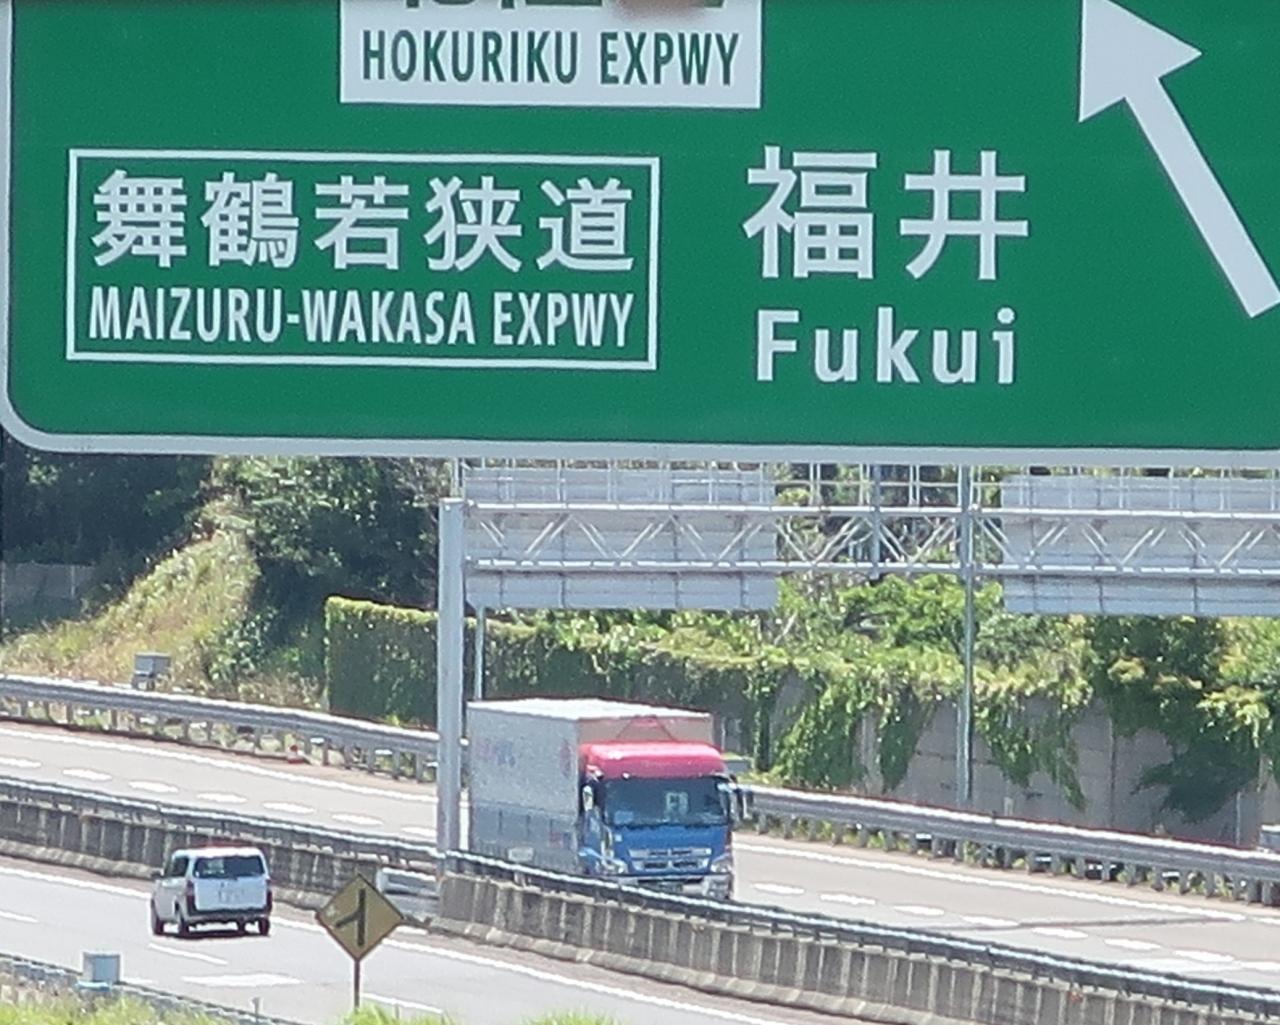 HOKURIKU EXPWY
舞鶴若狭道
MAIZURU-WAKASA EXPWY
福井
Fukui